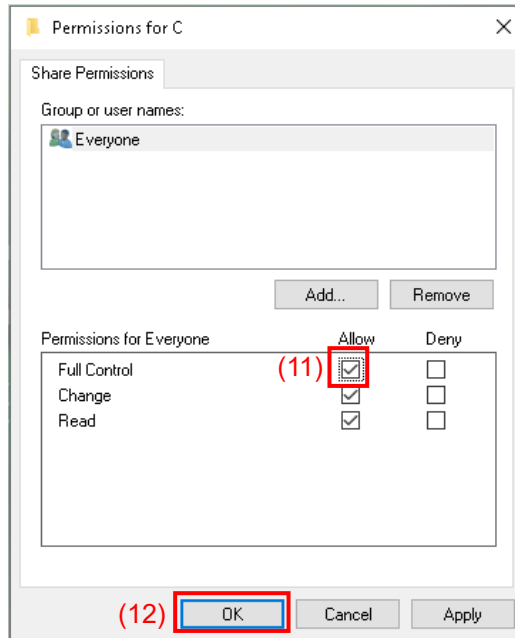 Permissions for C
Share Permissions
Group or user names:
Everyone
Add... Remove
Permissions for Everyone Allow Deny
Full Control (11)
Change
Read
(12) OK Cancel Apply